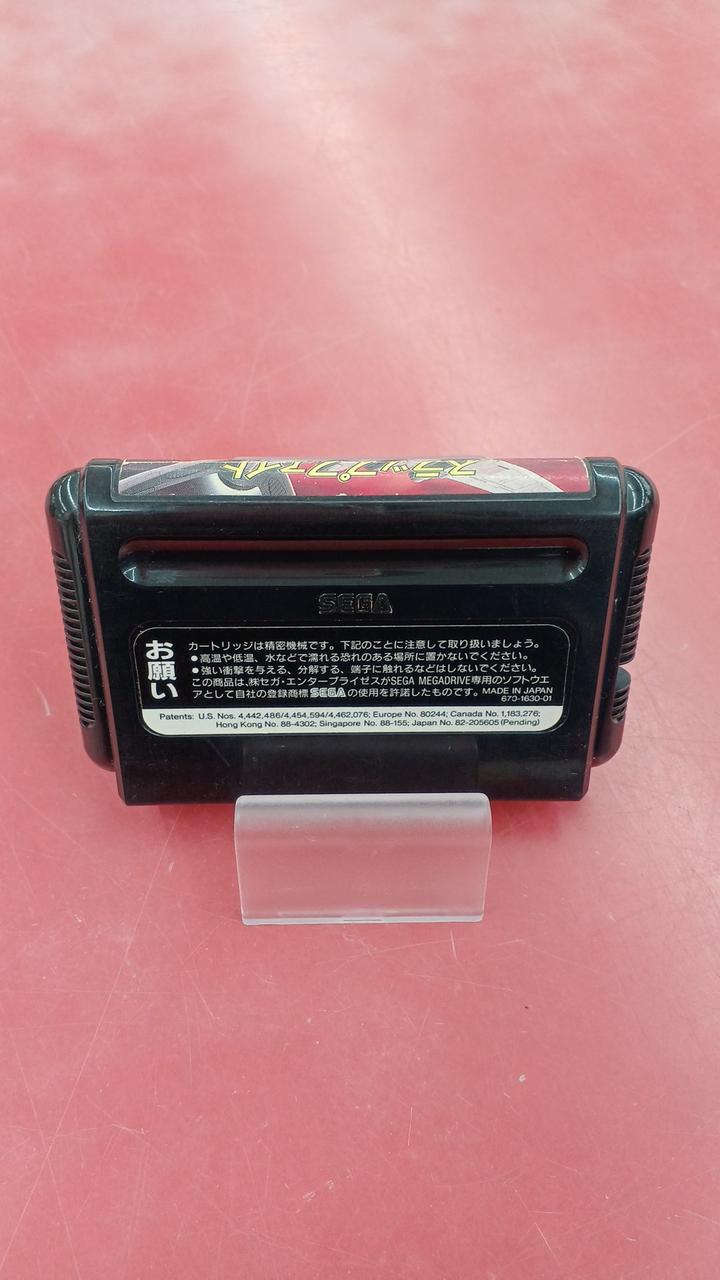 スラップファイト
SEGA
お願い
カートリッジは精密機械です。下記のことに注意して取り扱いましょう。
●高温や低温、水などで濡れる恐れのある場所に置かないでください。
●強い衝撃を与える、分解する、端子に触れるなどはしないでください。
この商品は、㈱セガ・エンタープライゼスがSEGA MEGADRIVE専用のソフトウエ
アとして自社の登録商標SEGAの使用を許諾したものです。MADE IN JAPAN
670-1630-01
Patents: U.S. Nos. 4,442,486/4,454,594/4,462,076; Europe No. 80244; Canada No. 1,183,276;
Hong Kong No. 88-4302; Singapore No. 88-155; Japan No. 82-205605 (Pending)